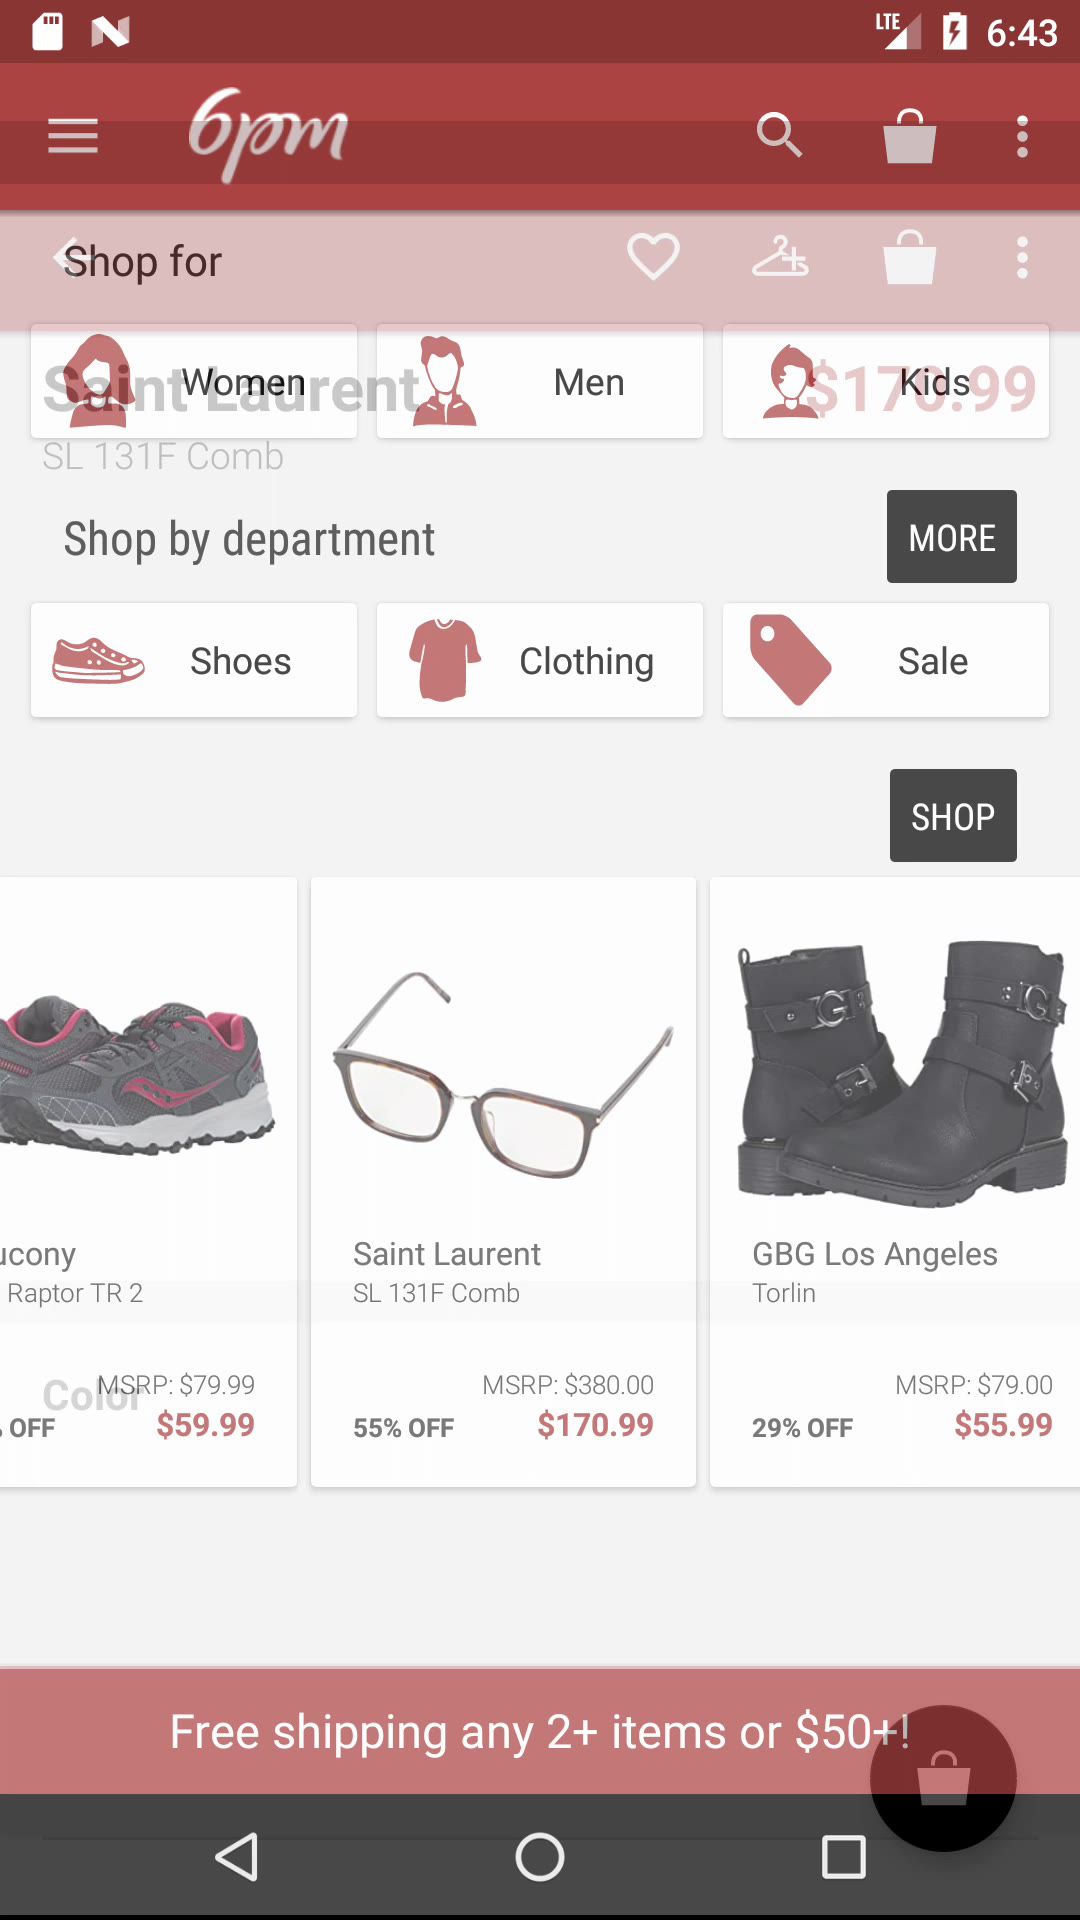 LTE 6:43
6pm
Shop for
Women Men Kids
Saint Laurent $170.99
SL 131F Comb
Shop by department MORE
Shoes Clothing Sale
SHOP
Saint Laurent GBG Los Angeles
Raptor TR 2 SL 131F Comb Torlin
MSRP: $79.99 MSRP: $380.00 MSRP: $79.00
Color
OFF $59.99 55% OFF $170.99 29% OFF $55.99
Free shipping any 2+ items or $50+!